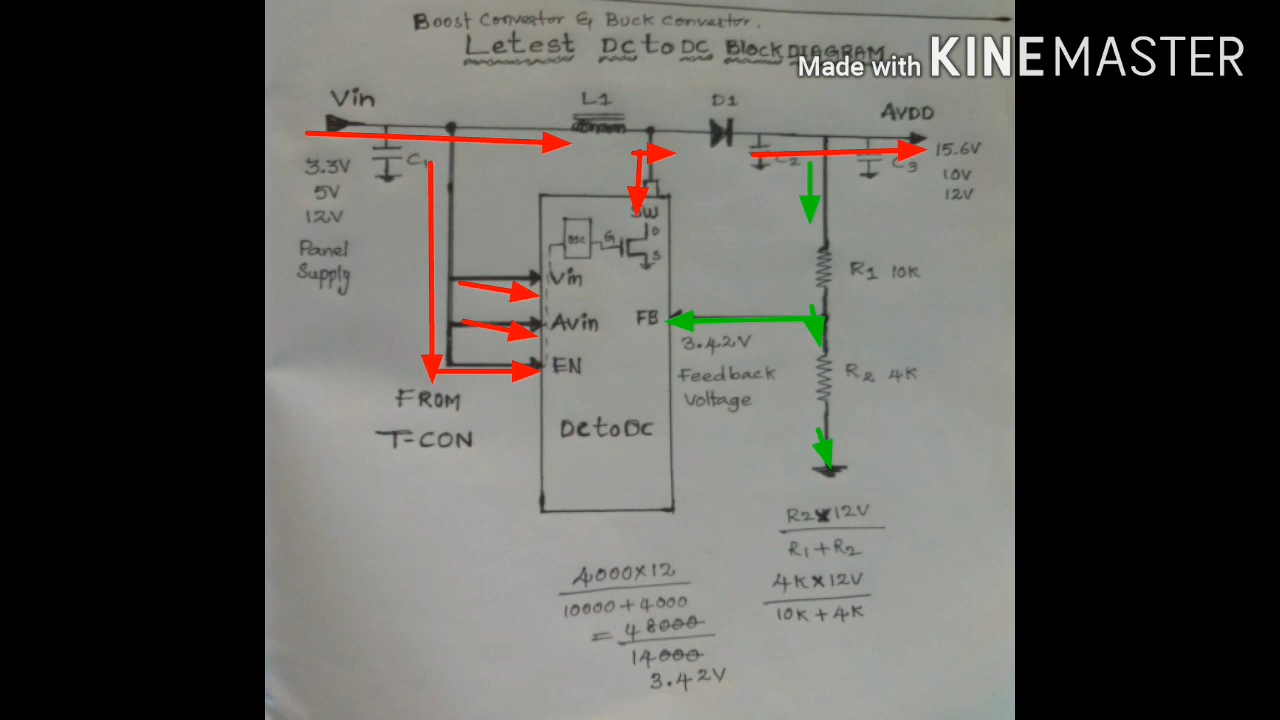 Boost Convertor & Buck Convertor.
Letest DC to DC Block DIAGRAM
Made with KINEMASTER
Vin
L1
D1
AVDD
C1
C2
C3
3.3V
5V
12V
Panel
Supply
15.6V
10V
12V
SW
OSC
G
D
S
Vin
Avin
EN
FB
R1 10K
3.42V
Feedback
Voltage
R2 4K
FROM
T-CON
DC to DC
R2 x 12V
R1 + R2
4K x 12V
10K + 4K
4000 x 12
10000 + 4000
= 48000
14000
3.42V